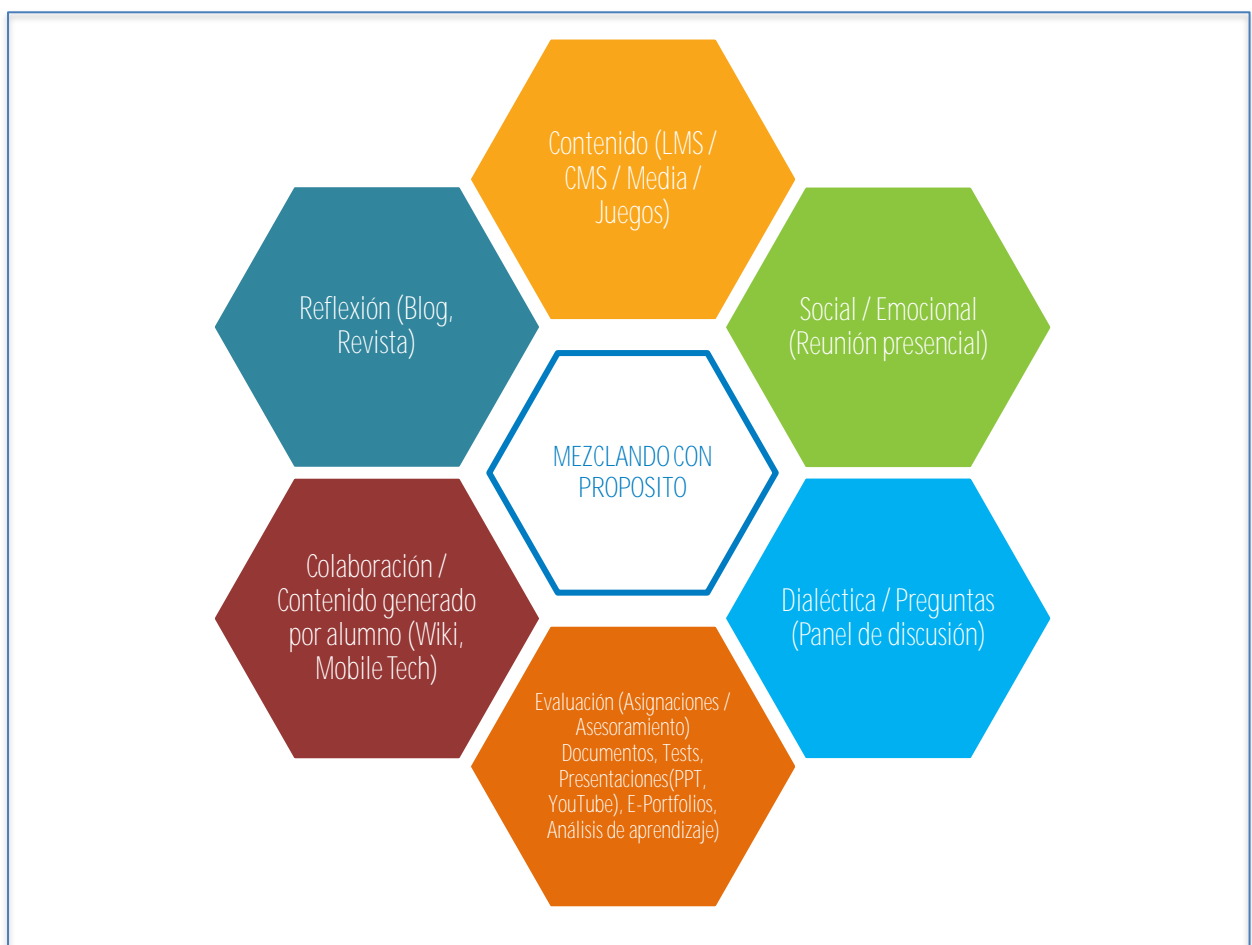 Contenido (LMS /
CMS / Media /
Juegos)
Social / Emocional
(Reunión presencial)
Dialéctica / Preguntas
(Panel de discusión)
Evaluación (Asignaciones /
Asesoramiento)
Documentos, Tests,
Presentaciones(PPT,
YouTube), E-Portfolios,
Análisis de aprendizaje)
Colaboración /
Contenido generado
por alumno (Wiki,
Mobile Tech)
Reflexión (Blog,
Revista)
MEZCLANDO CON
PROPOSITO